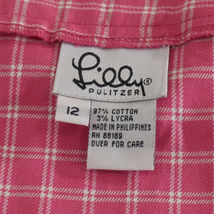 Lilly®
PULITZER
12
97% COTTON
3% LYCRA
MADE IN PHILIPPINES
RN 88189
OVER FOR CARE